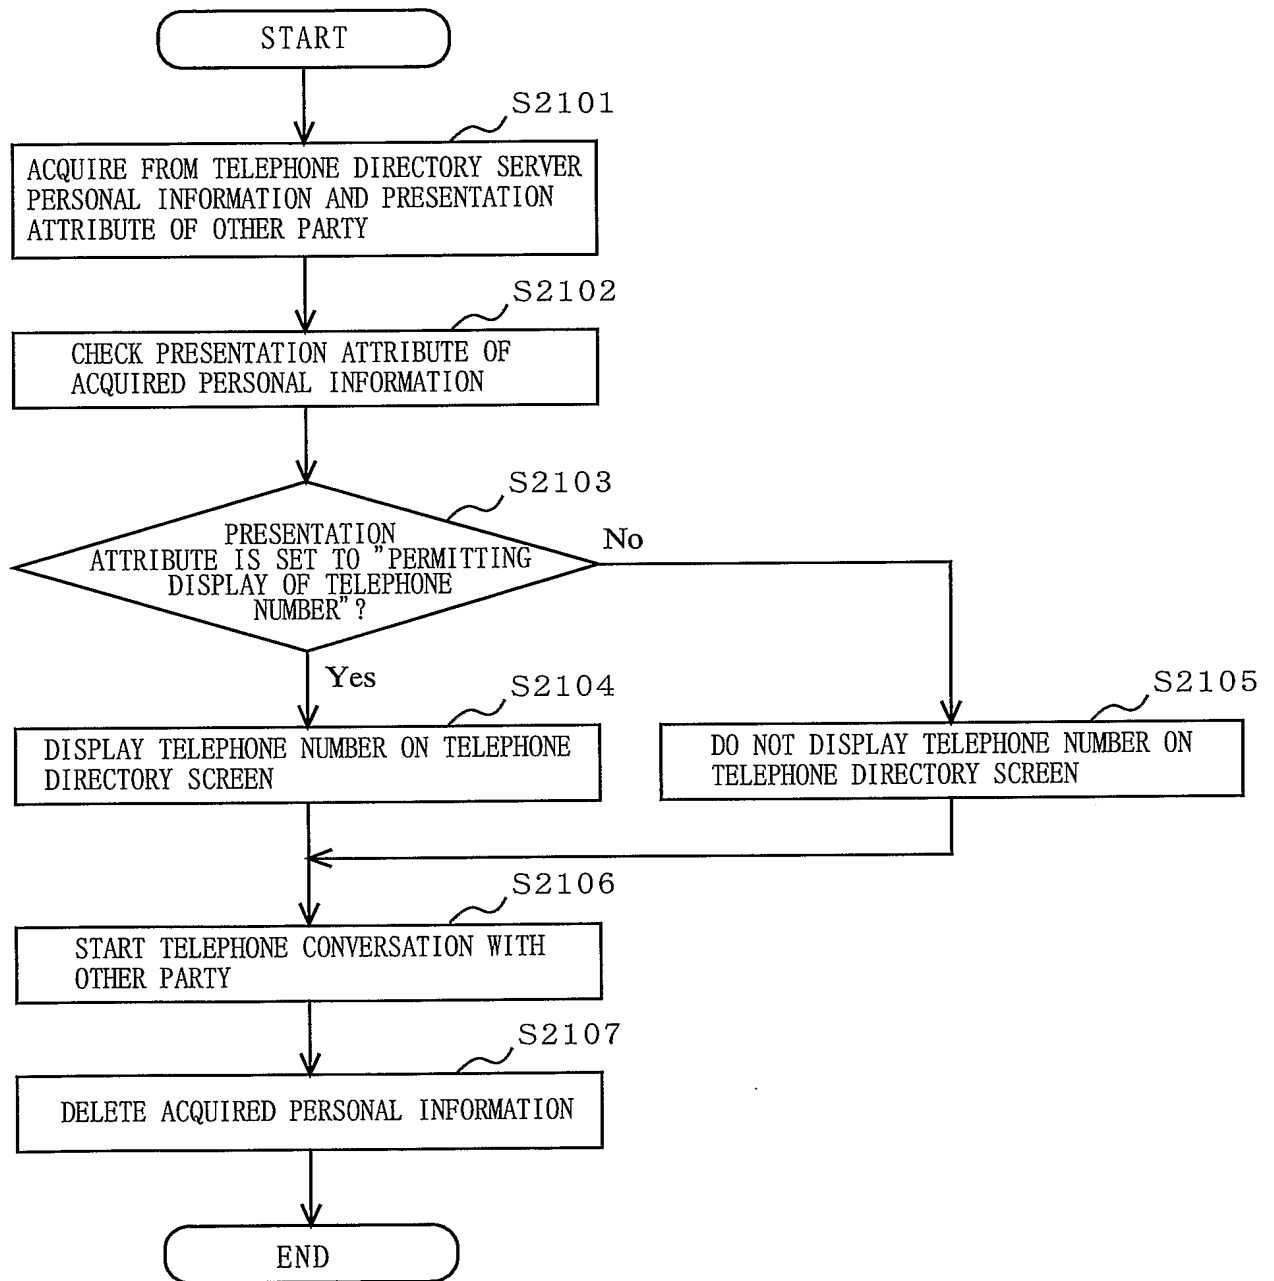 START
S2101
ACQUIRE FROM TELEPHONE DIRECTORY SERVER
PERSONAL INFORMATION AND PRESENTATION
ATTRIBUTE OF OTHER PARTY
S2102
CHECK PRESENTATION ATTRIBUTE OF
ACQUIRED PERSONAL INFORMATION
S2103
PRESENTATION
ATTRIBUTE IS SET TO "PERMITTING
DISPLAY OF TELEPHONE
NUMBER"?
No
Yes
S2104
DISPLAY TELEPHONE NUMBER ON TELEPHONE
DIRECTORY SCREEN
S2105
DO NOT DISPLAY TELEPHONE NUMBER ON
TELEPHONE DIRECTORY SCREEN
S2106
START TELEPHONE CONVERSATION WITH
OTHER PARTY
S2107
DELETE ACQUIRED PERSONAL INFORMATION
END